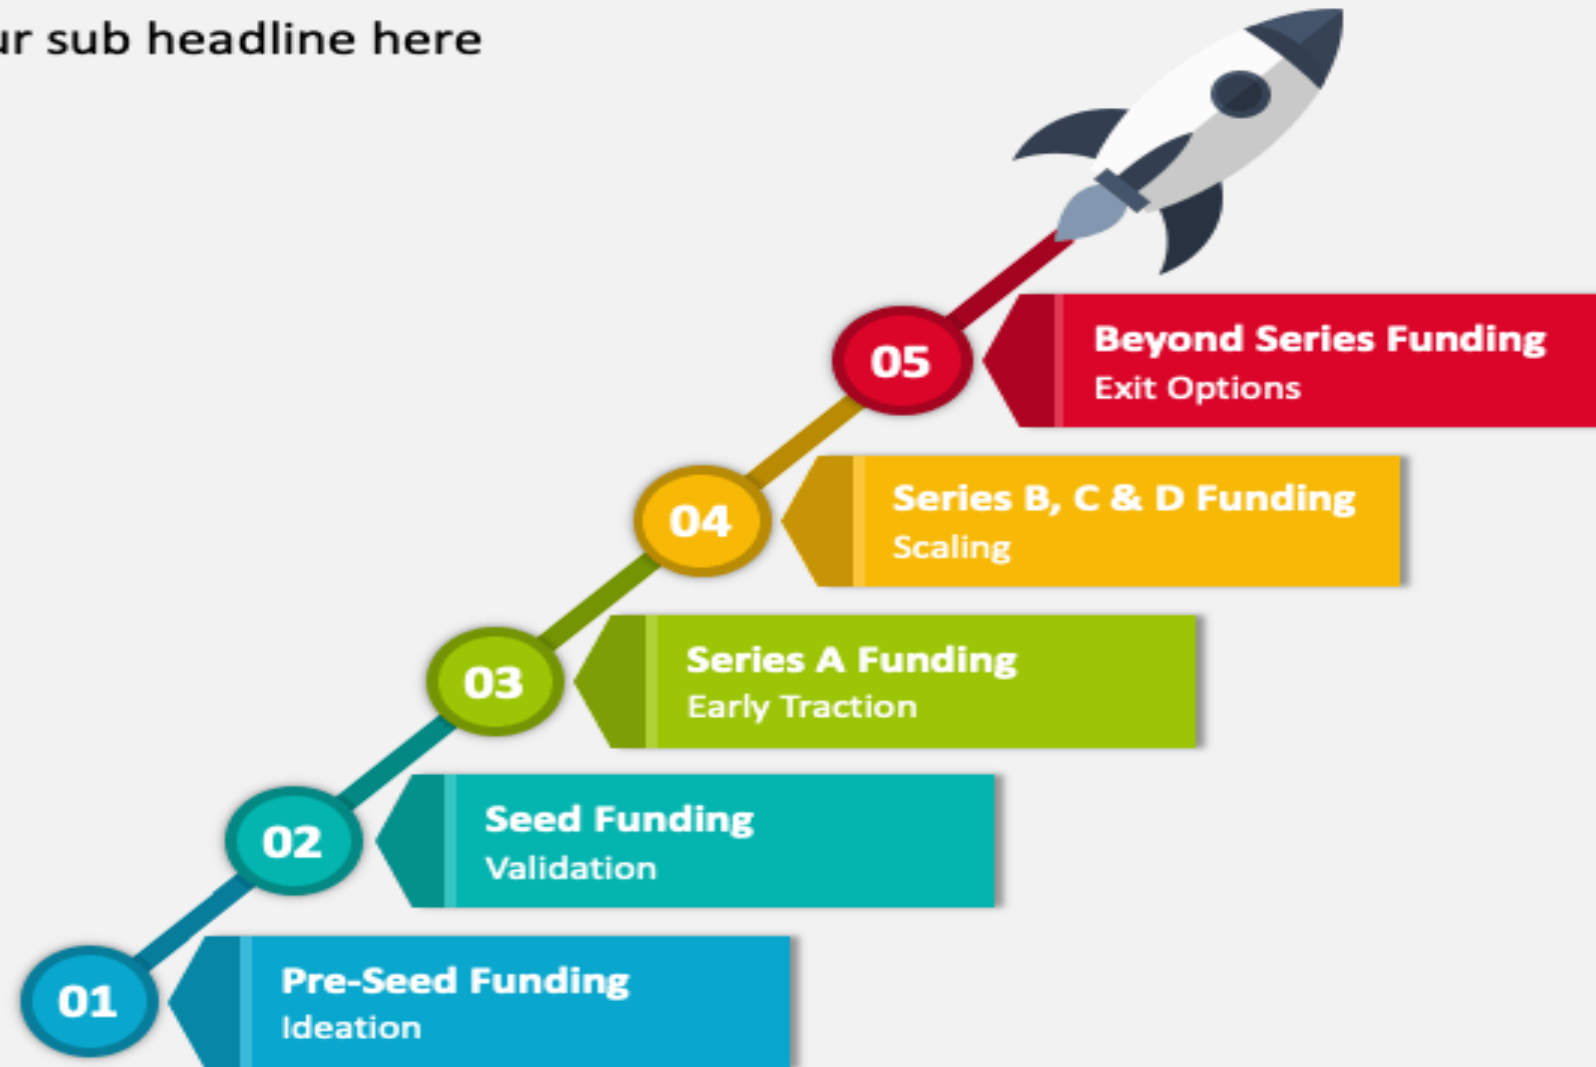 ur sub headline here
05
Beyond Series Funding
Exit Options
04
Series B, C & D Funding
Scaling
03
Series A Funding
Early Traction
02
Seed Funding
Validation
01
Pre-Seed Funding
Ideation